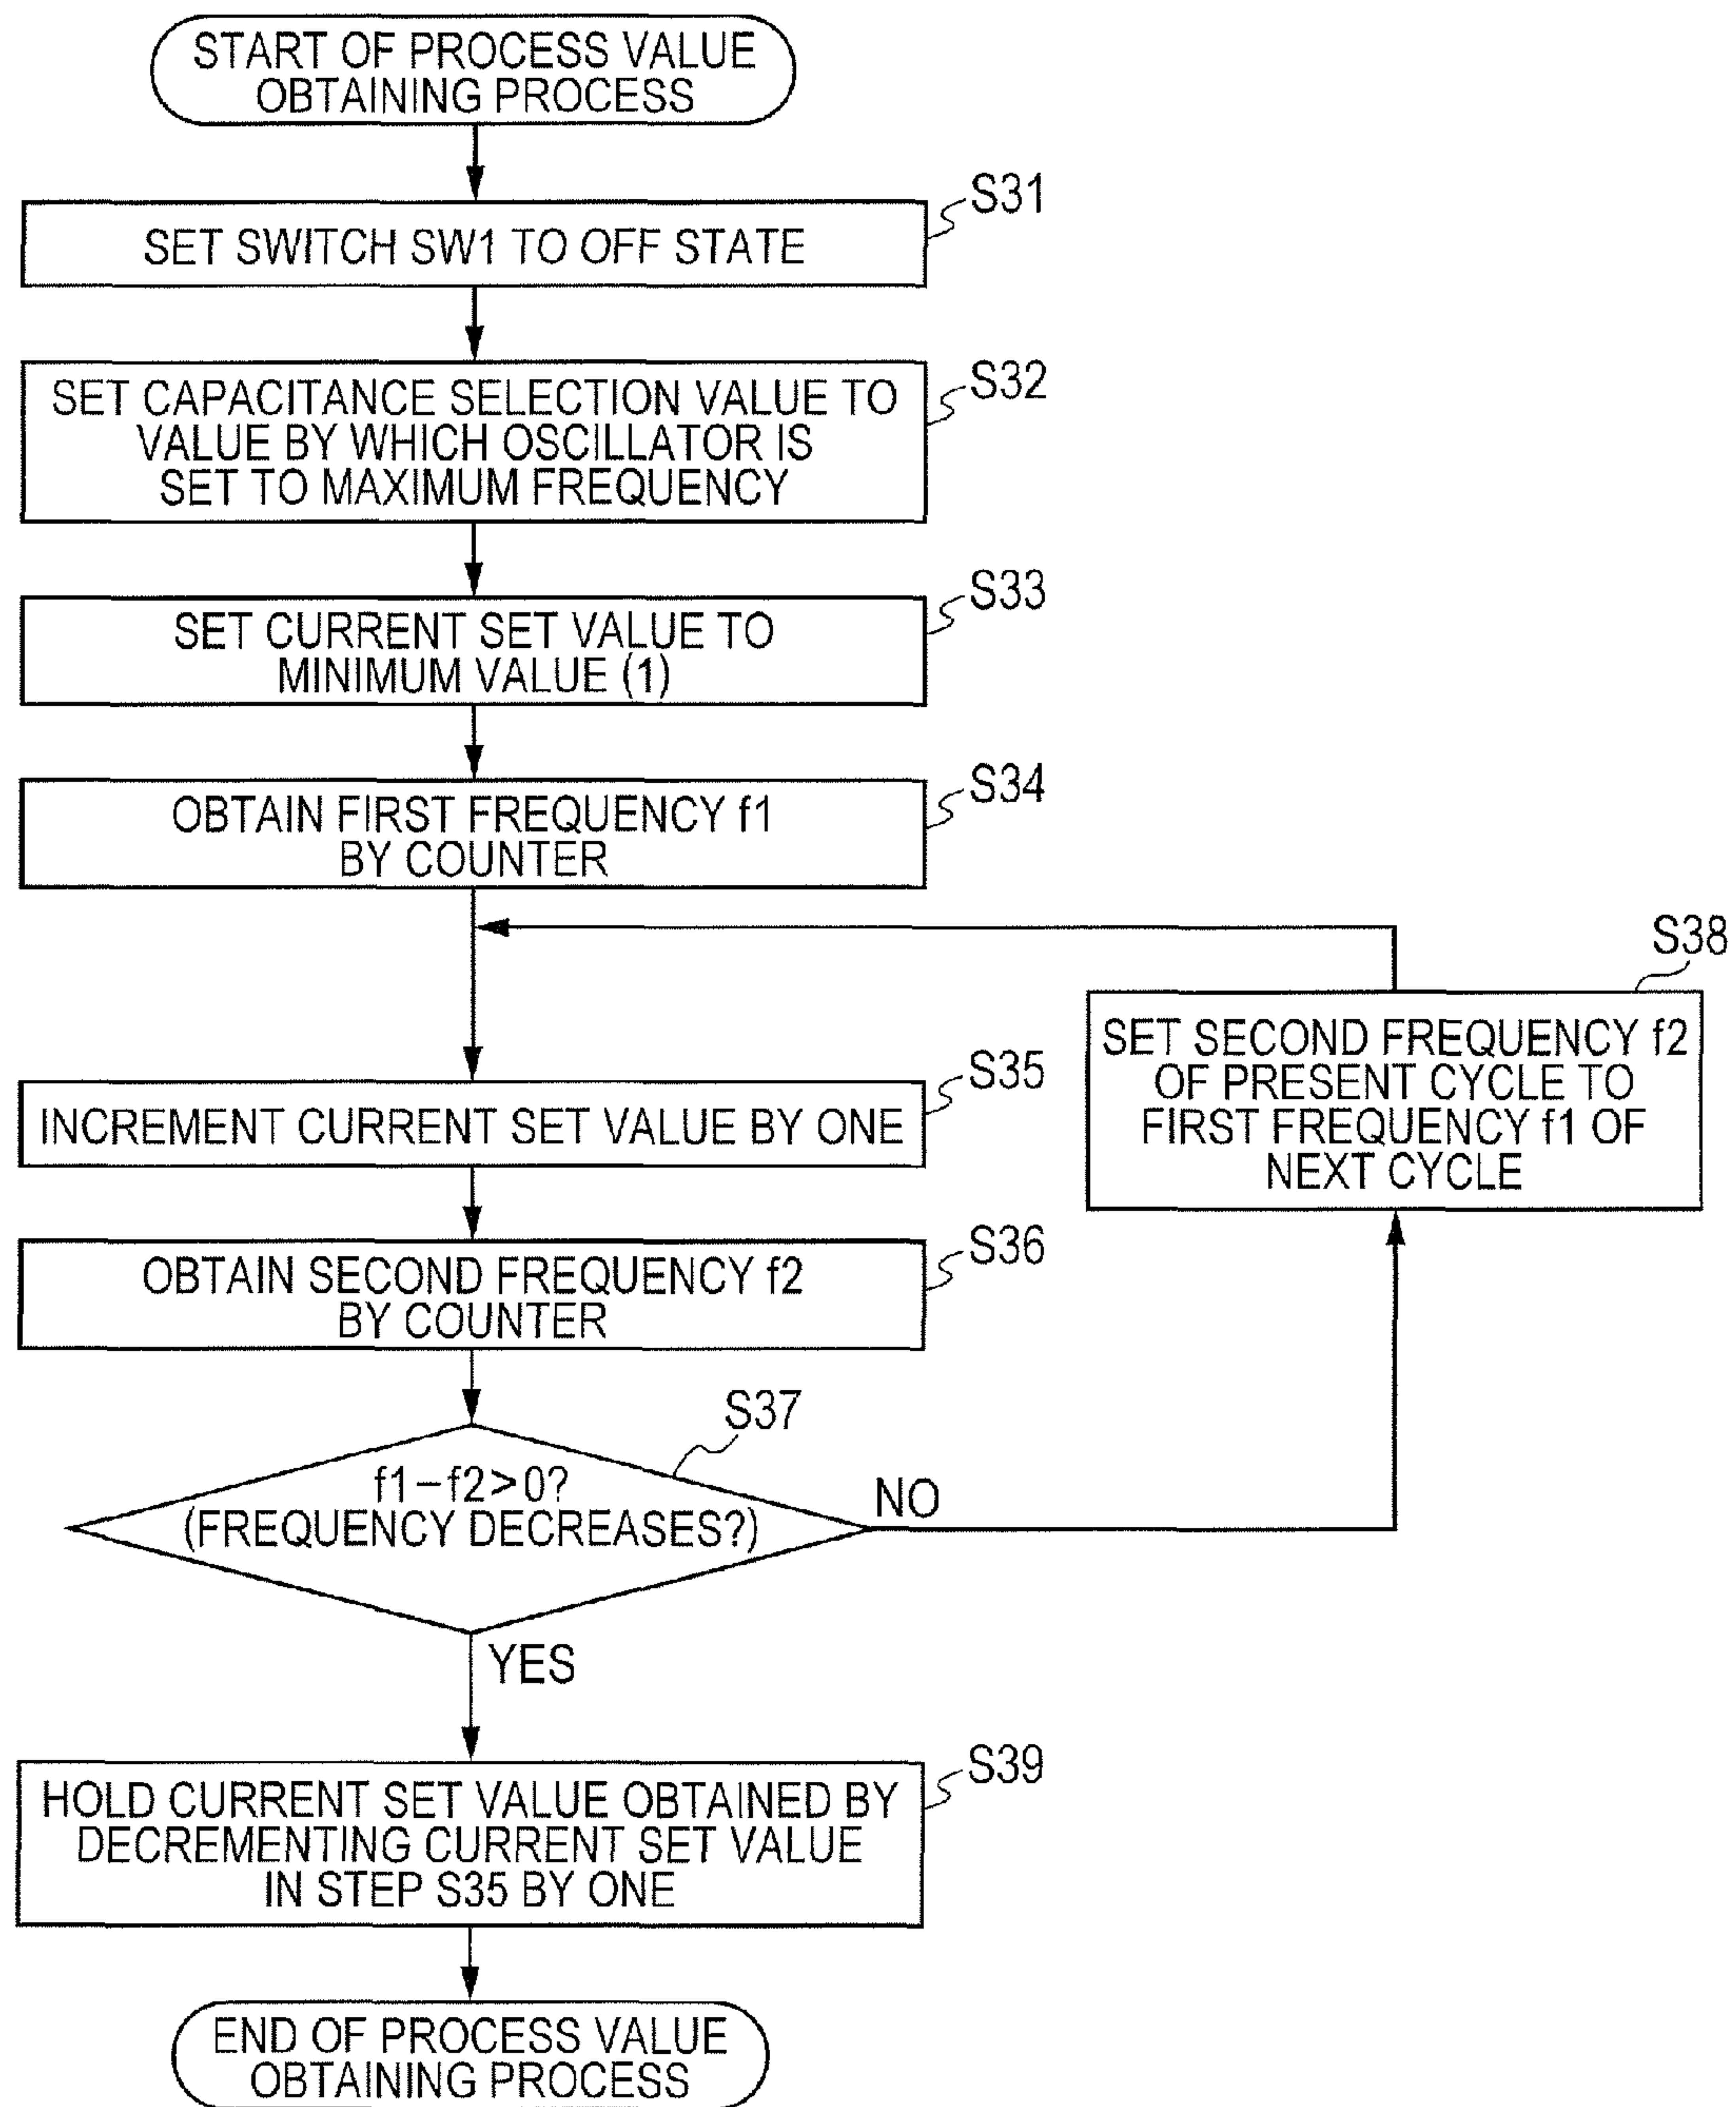 START OF PROCESS VALUE
OBTAINING PROCESS
S31
SET SWITCH SW1 TO OFF STATE
S32
SET CAPACITANCE SELECTION VALUE TO
VALUE BY WHICH OSCILLATOR IS
SET TO MAXIMUM FREQUENCY
S33
SET CURRENT SET VALUE TO
MINIMUM VALUE (1)
S34
OBTAIN FIRST FREQUENCY f1
BY COUNTER
S38
SET SECOND FREQUENCY f2
OF PRESENT CYCLE TO
FIRST FREQUENCY f1 OF
NEXT CYCLE
S35
INCREMENT CURRENT SET VALUE BY ONE
S36
OBTAIN SECOND FREQUENCY f2
BY COUNTER
S37
f1-f2>0?
(FREQUENCY DECREASES?)
NO
YES
S39
HOLD CURRENT SET VALUE OBTAINED BY
DECREMENTING CURRENT SET VALUE
IN STEP S35 BY ONE
END OF PROCESS VALUE
OBTAINING PROCESS